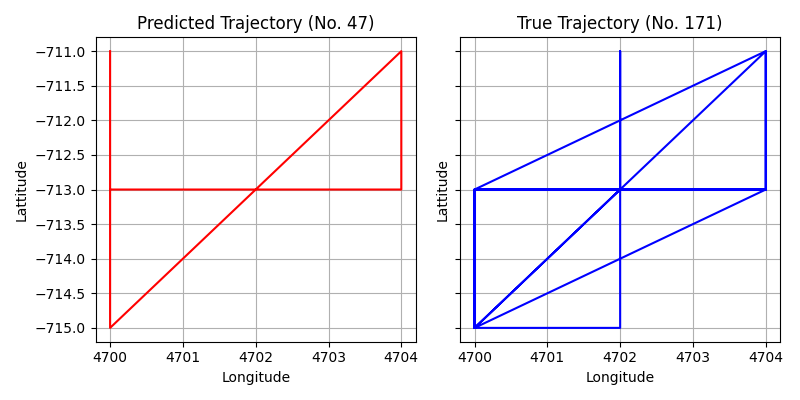 Predicted Trajectory (No. 47)
True Trajectory (No. 171)
−711.0
−711.5
−712.0
−712.5
−713.0
−713.5
−714.0
−714.5
−715.0
Lattitude
Lattitude
4700 4701 4702 4703 4704
4700 4701 4702 4703 4704
Longitude
Longitude